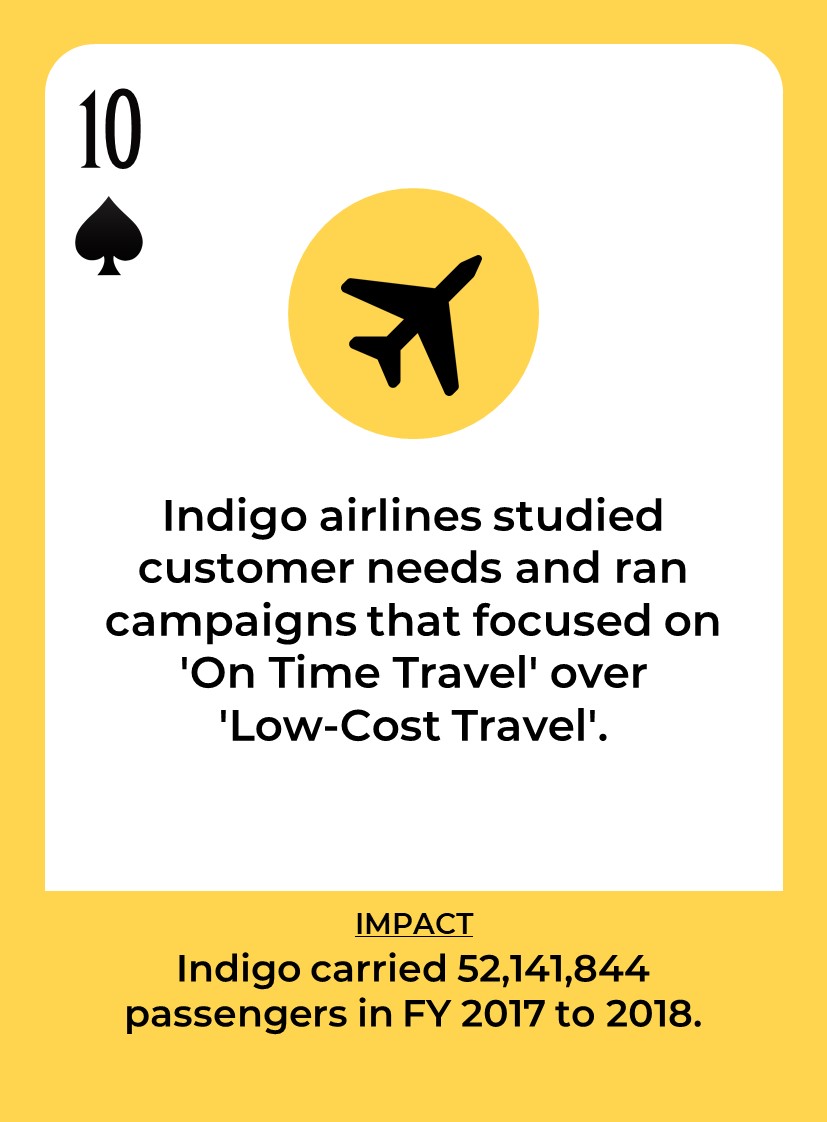 10
Indigo airlines studied
customer needs and ran
campaigns that focused on
'On Time Travel' over
'Low-Cost Travel'.
IMPACT
Indigo carried 52,141,844
passengers in FY 2017 to 2018.